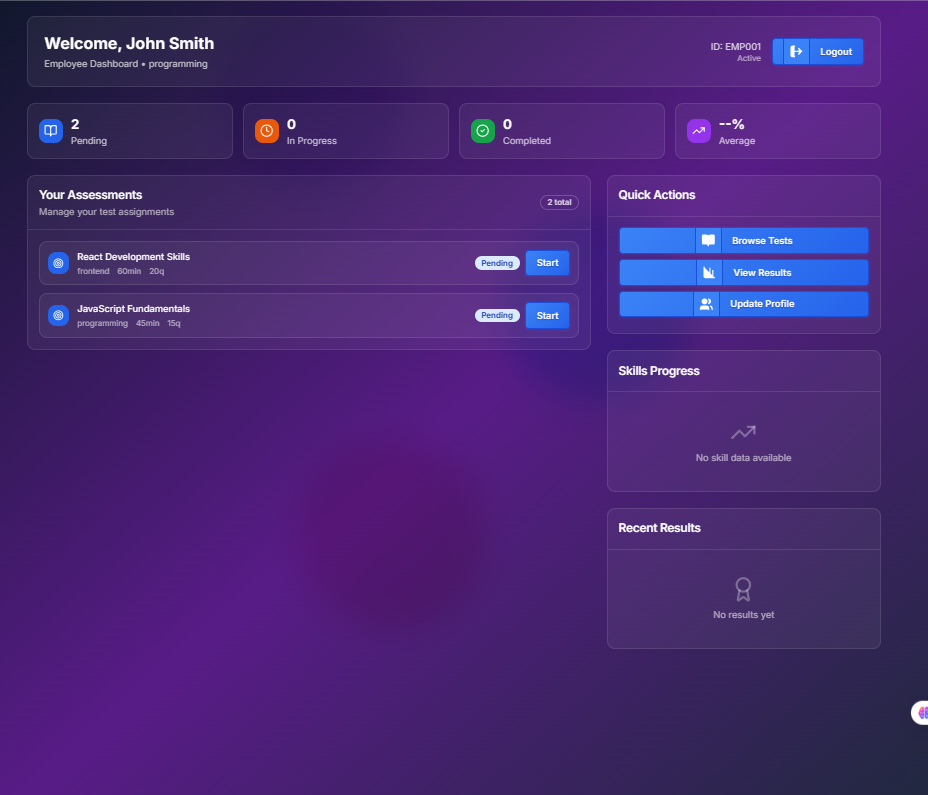 Welcome, John Smith
Employee Dashboard • programming
ID: EMP001
Active
Logout
2
Pending
0
In Progress
0
Completed
--%
Average
Your Assessments
Manage your test assignments
2 total
React Development Skills
frontend 60min 20q
Pending
Start
JavaScript Fundamentals
programming 45min 15q
Pending
Start
Quick Actions
Browse Tests
View Results
Update Profile
Skills Progress
No skill data available
Recent Results
No results yet